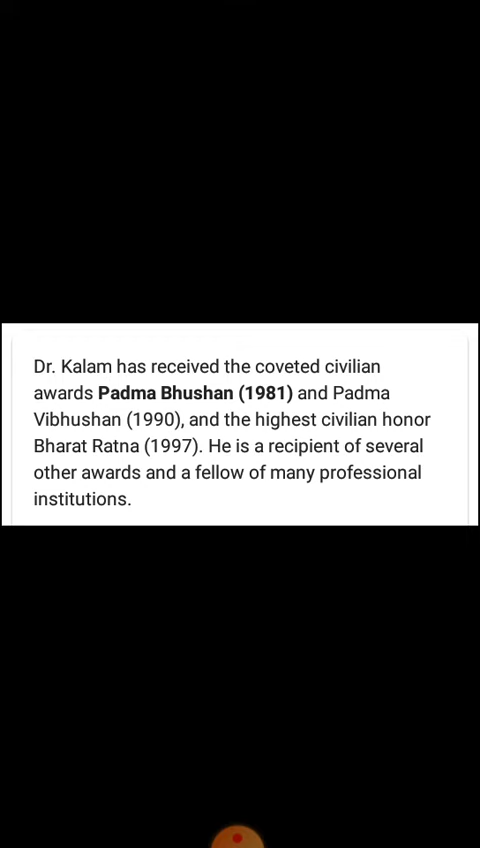 Dr. Kalam has received the coveted civilian
awards Padma Bhushan (1981) and Padma
Vibhushan (1990), and the highest civilian honor
Bharat Ratna (1997). He is a recipient of several
other awards and a fellow of many professional
institutions.